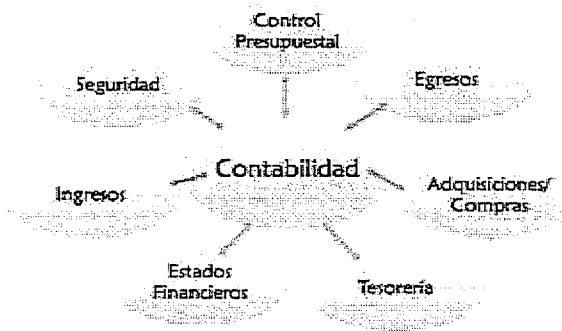 Control
Presupuestal
Seguridad
Egresos
Contabilidad
Ingresos
Adquisiciones/
Compras
Estados
Financieros
Tesorería